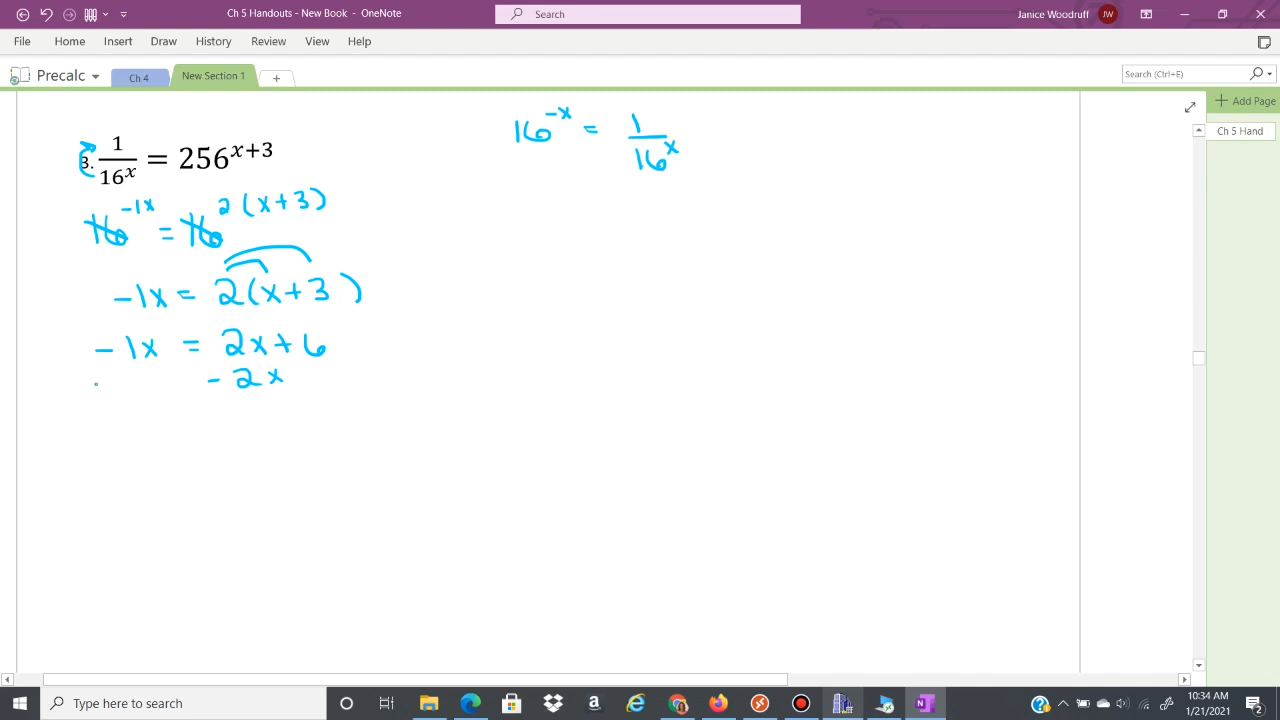 Ch 5 Handouts - New Book - OneNote
Search
Janice Woodruff JW
File Home Insert Draw History Review View Help
Precalc Ch 4 New Section 1 +
Search (Ctrl+E)
+ Add Page
Ch 5 Hand
16^-x = 1/16^x
3. 1/16^x = 256^x+3
16^-1x = 16^2(x+3)
-1x = 2(x+3)
-1x = 2x+6
-2x
Type here to search
10:34 AM
1/21/2021
2